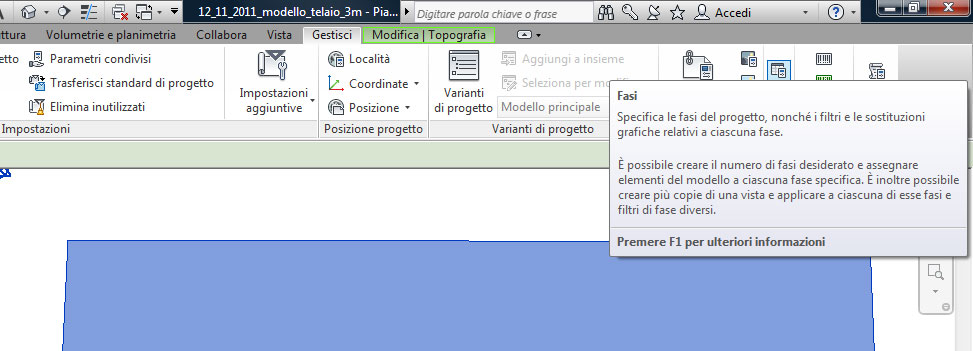 12_11_2011_modello_telaio_3m - Pia...
Digitare parola chiave o frase
Accedi
ttura Volumetrie e planimetria Collabora Vista Gestisci Modifica | Topografia
etto Parametri condivisi
Trasferisci standard di progetto
Elimina inutilizzati
Impostazioni
aggiuntive
Impostazioni
Località
Coordinate
Posizione
Posizione progetto
Varianti
di progetto
Aggiungi a insieme
Seleziona per modif
Modello principale
Varianti di progetto
Fasi
Specifica le fasi del progetto, nonché i filtri e le sostituzioni
grafiche relativi a ciascuna fase.
È possibile creare il numero di fasi desiderato e assegnare
elementi del modello a ciascuna fase specifica. È inoltre possibile
creare più copie di una vista e applicare a ciascuna di esse fasi e
filtri di fase diversi.
Premere F1 per ulteriori informazioni